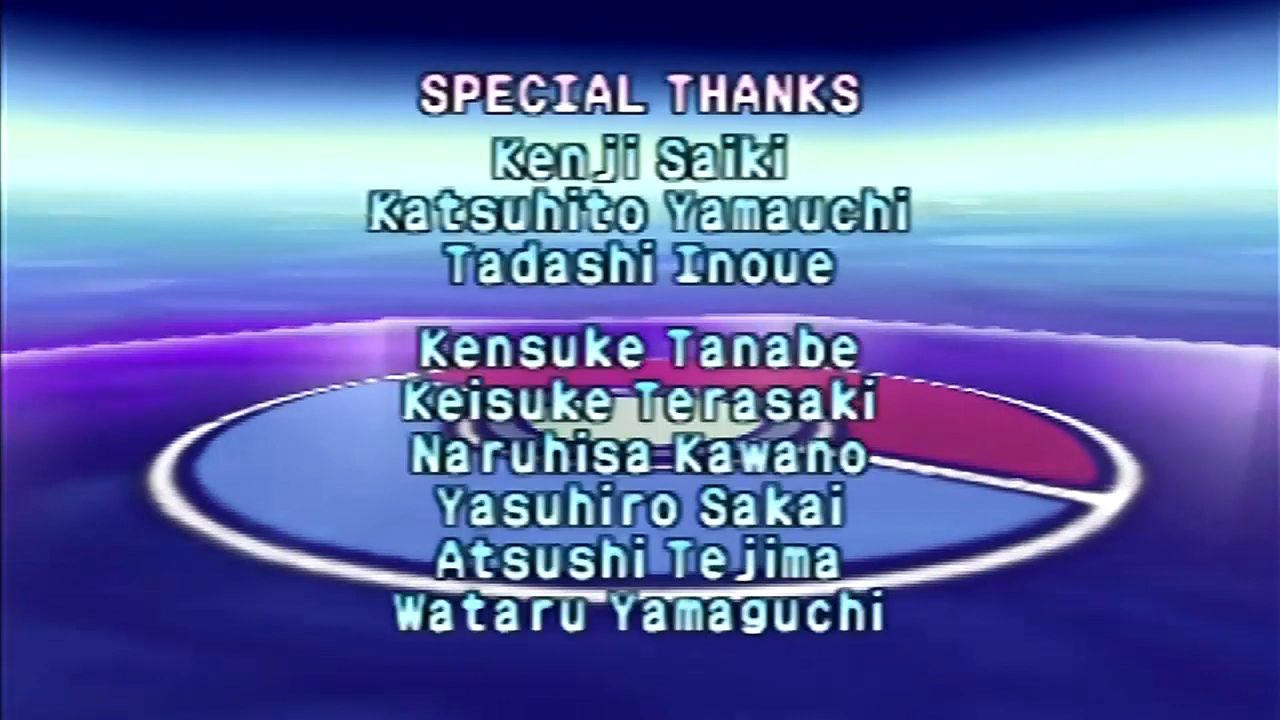 SPECIAL THANKS
Kenji Saiki
Katsuhito Yamauchi
Tadashi Inoue
Kensuke Tanabe
Keisuke Terasaki
Naruhisa Kawano
Yasuhiro Sakai
Atsushi Tejima
Wataru Yamaguchi